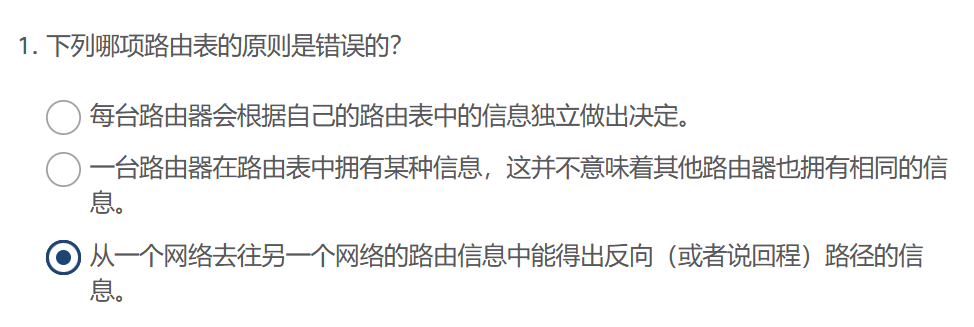 1. 下列哪项路由表的原则是错误的?
每台路由器会根据自己的路由表中的信息独立做出决定。
一台路由器在路由表中拥有某种信息，这并不意味着其他路由器也拥有相同的信
息。
从一个网络去往另一个网络的路由信息中能得出反向（或者说回程）路径的信
息。